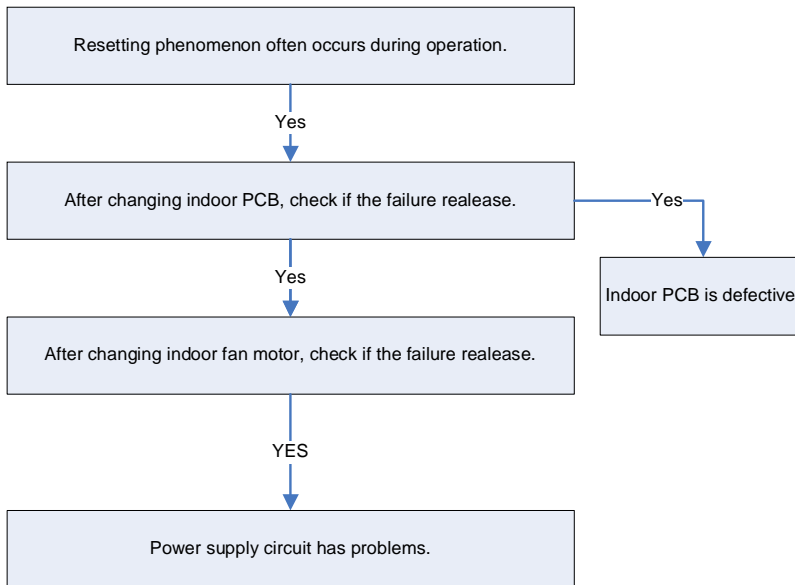 Resetting phenomenon often occurs during operation.
Yes
After changing indoor PCB, check if the failure realease.
Yes
Indoor PCB is defective
Yes
After changing indoor fan motor, check if the failure realease.
YES
Power supply circuit has problems.